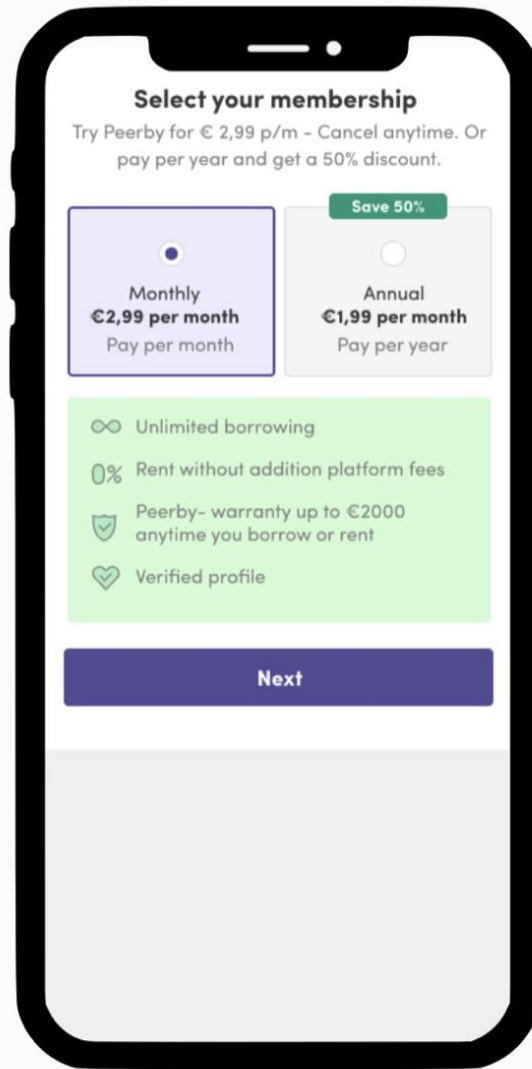 Select your membership
Try Peerby for € 2,99 p/m - Cancel anytime. Or
pay per year and get a 50% discount.
Save 50%
Monthly
€2,99 per month
Pay per month
Annual
€1,99 per month
Pay per year
Unlimited borrowing
0% Rent without addition platform fees
Peerby- warranty up to €2000
anytime you borrow or rent
Verified profile
Next